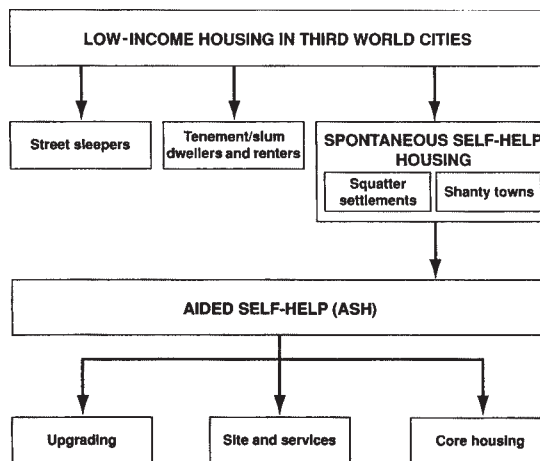 LOW-INCOME HOUSING IN THIRD WORLD CITIES
Street sleepers
Tenement/slum
dwellers and renters
SPONTANEOUS SELF-HELP
HOUSING
Squatter
settlements
Shanty towns
AIDED SELF-HELP (ASH)
Upgrading
Site and services
Core housing